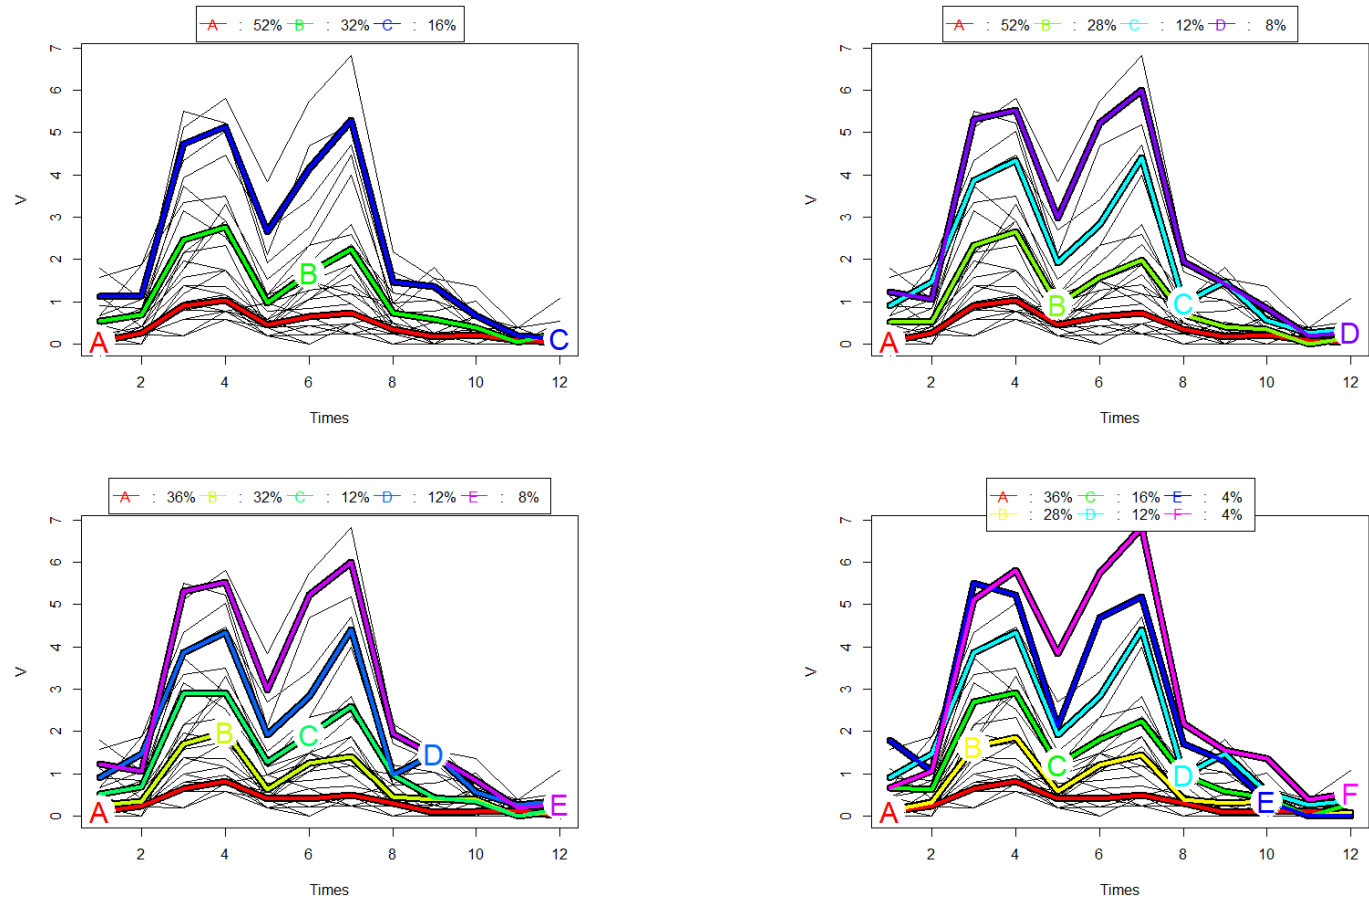 A : 52% B : 32% C : 16%
7
6
5
4
3
2
1
0
V
A
B
C
2 4 6 8 10 12
Times
A : 52% B : 28% C : 12% D : 8%
7
6
5
4
3
2
1
0
V
A
B
C
D
2 4 6 8 10 12
Times
A : 36% B : 32% C : 12% D : 12% E : 8%
7
6
5
4
3
2
1
0
V
A
B
C
D
E
2 4 6 8 10 12
Times
A : 36% C : 16% E : 4%
B : 28% D : 12% F : 4%
7
6
5
4
3
2
1
0
V
A
B
C
D
E
F
2 4 6 8 10 12
Times